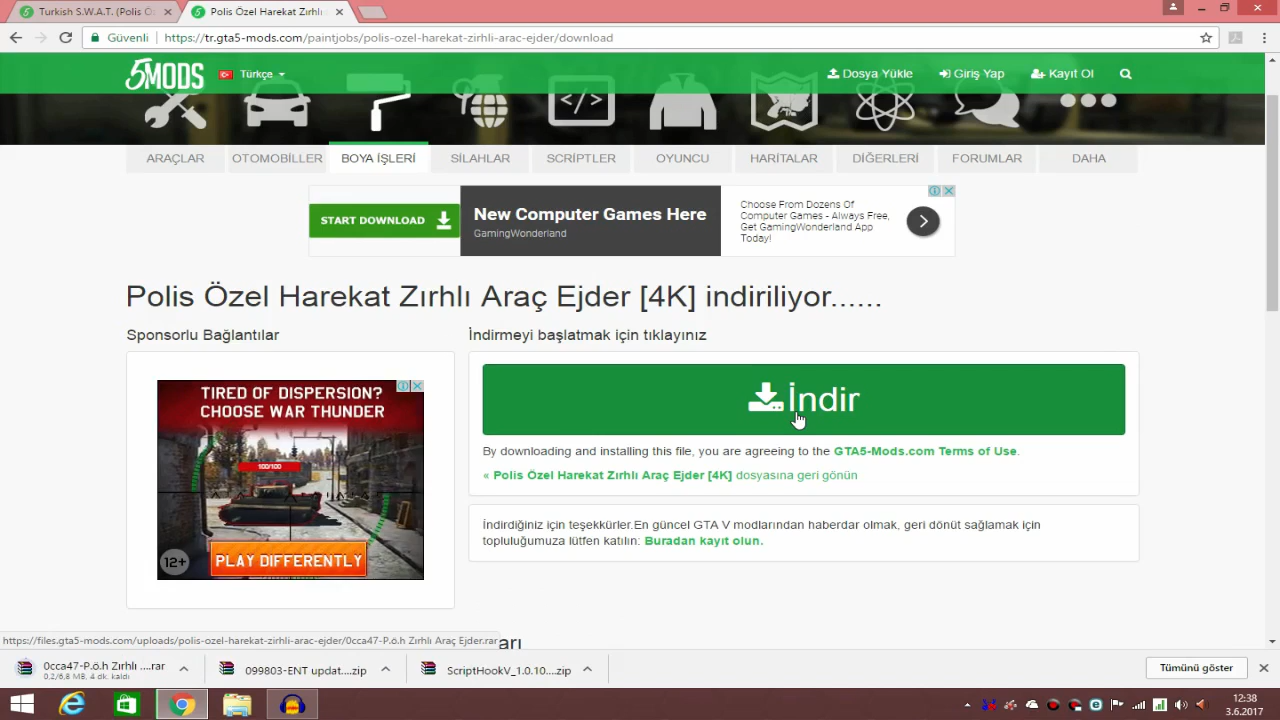 Turkish S.W.A.T. (Polis Ö
Polis Özel Harekat Zırhlı
Güvenli
https://tr.gta5-mods.com/paintjobs/polis-ozel-harekat-zirhli-arac-ejder/download
5MODS
Türkçe
Dosya Yükle
Giriş Yap
Kayıt Ol
ARAÇLAR
OTOMOBİLLER
BOYA İŞLERİ
SİLAHLAR
SCRİPTLER
OYUNCU
HARİTALAR
DİĞERLERİ
FORUMLAR
DAHA
START DOWNLOAD
New Computer Games Here
GamingWonderland
Choose From Dozens Of
Computer Games - Always Free,
Get GamingWonderland App
Today!
Polis Özel Harekat Zırhlı Araç Ejder [4K] indiriliyor......
Sponsorlu Bağlantılar
İndirmeyi başlatmak için tıklayınız
TIRED OF DISPERSION?
CHOOSE WAR THUNDER
100/100
12+
PLAY DIFFERENTLY
İndir
By downloading and installing this file, you are agreeing to the GTA5-Mods.com Terms of Use.
« Polis Özel Harekat Zırhlı Araç Ejder [4K] dosyasına geri gönün
İndirdiğiniz için teşekkürler.En güncel GTA V modlarından haberdar olmak, geri dönüt sağlamak için
topluluğumuza lütfen katılın: Buradan kayıt olun.
https://files.gta5-mods.com/uploads/polis-ozel-harekat-zirhli-arac-ejder/0cca47-P.ö.h Zırhlı Araç Ejder.rar
0cca47-P.ö.h Zırhlı ....rar
0,2/6,8 MB, 4 dk. kaldı
099803-ENT updat....zip
ScriptHookV_1.0.10....zip
Tümünü göster
12:38
3.6.2017